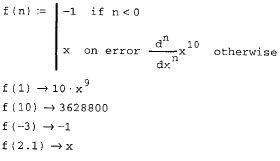 f(n) := | -1 if n<0
| x on error d^n/dx^n x^10 otherwise
f(1) → 10·x^9
f(10) → 3628800
f(-3) → -1
f(2.1) → x